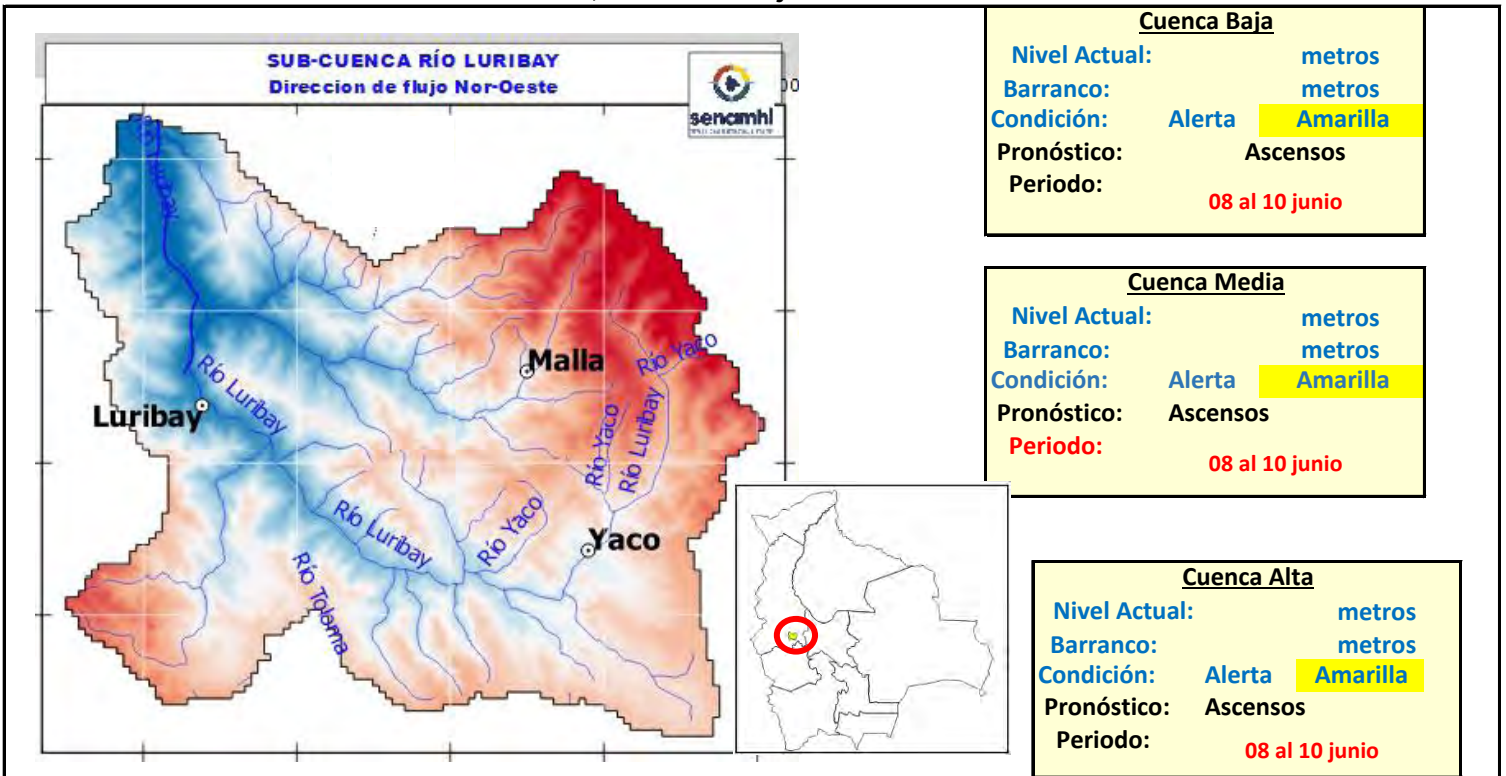 SUB-CUENCA RÍO LURIBAY
Direccion de flujo Nor-Oeste
senamhi
Río Luribay
Malla
Río Yaco
Luribay
Río Luribay
Río Yaco
Río Luribay
Río Luribay
Río Yaco
Yaco
Río Toloma
Cuenca Baja
Nivel Actual: metros
Barranco: metros
Condición: Alerta Amarilla
Pronóstico: Ascensos
Periodo:
08 al 10 junio
Cuenca Media
Nivel Actual: metros
Barranco: metros
Condición: Alerta Amarilla
Pronóstico: Ascensos
Periodo:
08 al 10 junio
Cuenca Alta
Nivel Actual: metros
Barranco: metros
Condición: Alerta Amarilla
Pronóstico: Ascensos
Periodo:
08 al 10 junio